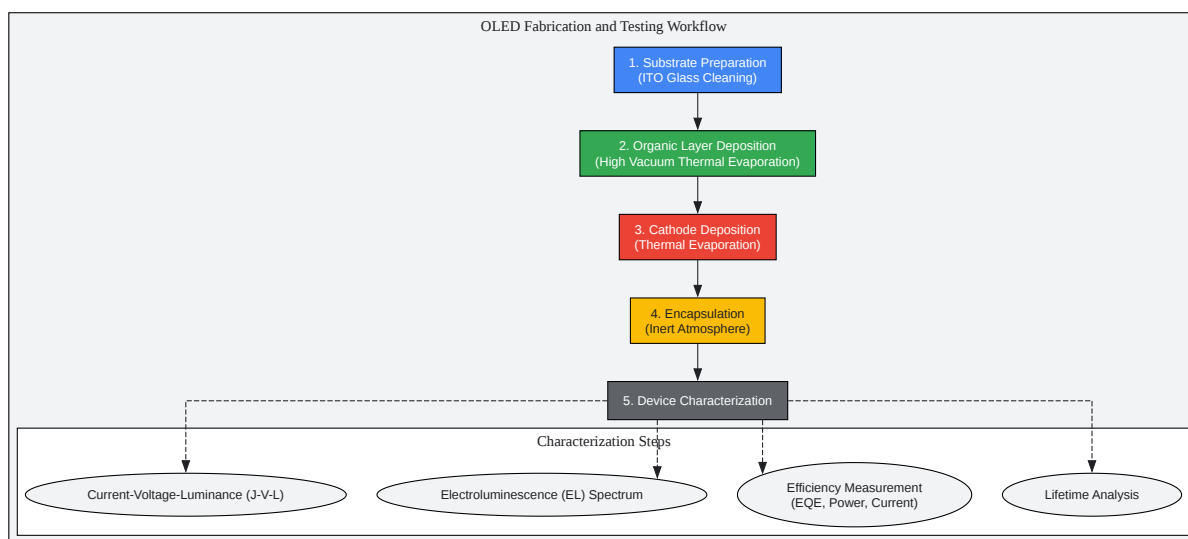 OLED Fabrication and Testing Workflow
1. Substrate Preparation
(ITO Glass Cleaning)
2. Organic Layer Deposition
(High Vacuum Thermal Evaporation)
3. Cathode Deposition
(Thermal Evaporation)
4. Encapsulation
(Inert Atmosphere)
5. Device Characterization
Characterization Steps
Current-Voltage-Luminance (J-V-L)
Electroluminescence (EL) Spectrum
Efficiency Measurement
(EQE, Power, Current)
Lifetime Analysis